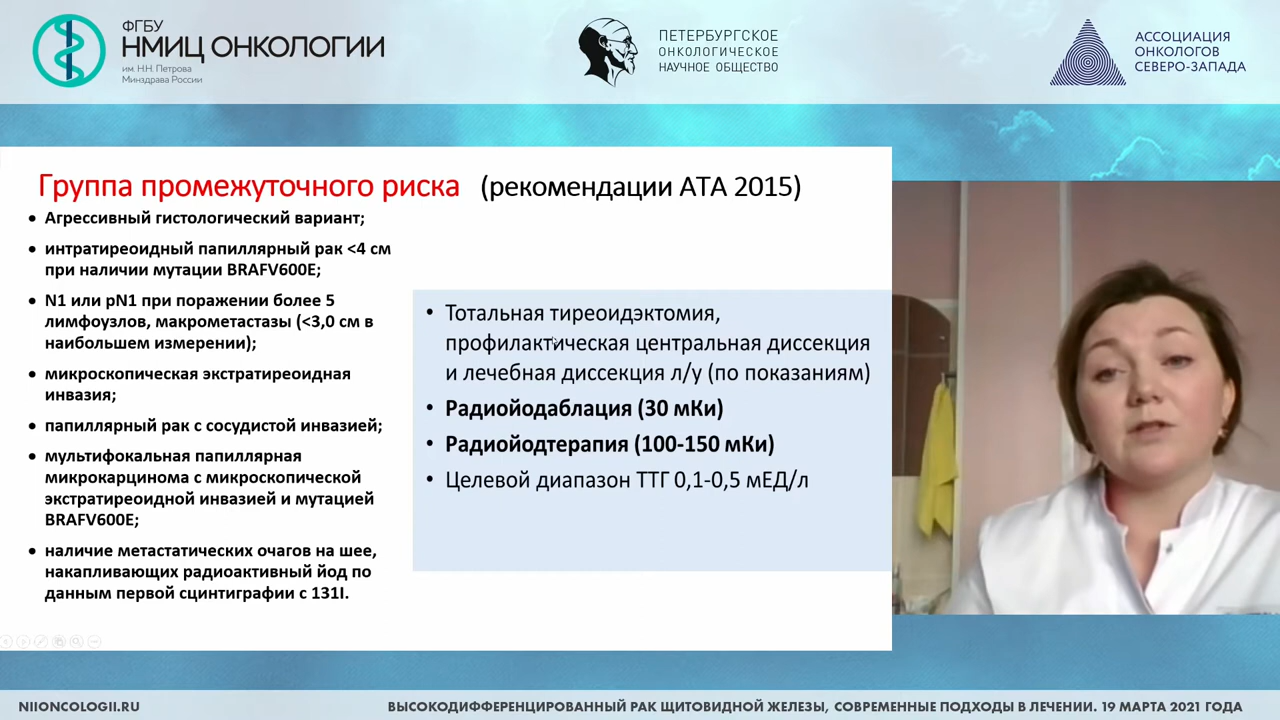 ФГБУ
НМИЦ ОНКОЛОГИИ
им. Н.Н. Петрова
Минздрава России
ПЕТЕРБУРГСКОЕ
ОНКОЛОГИЧЕСКОЕ
НАУЧНОЕ ОБЩЕСТВО
АССОЦИАЦИЯ
ОНКОЛОГОВ
СЕВЕРО-ЗАПАДА
Группа промежуточного риска (рекомендации АТА 2015)
• Агрессивный гистологический вариант;
• интратиреоидный папиллярный рак <4 см
при наличии мутации BRAFV600E;
• N1 или pN1 при поражении более 5
лимфоузлов, макрометастазы (<3,0 см в
наибольшем измерении);
• микроскопическая экстратиреоидная
инвазия;
• папиллярный рак с сосудистой инвазией;
• мультифокальная папиллярная
микрокарцинома с микроскопической
экстратиреоидной инвазией и мутацией
BRAFV600E;
• наличие метастатических очагов на шее,
накапливающих радиоактивный йод по
данным первой сцинтиграфии с 131I.
• Тотальная тиреоидэктомия,
профилактическая центральная диссекция
и лечебная диссекция л/у (по показаниям)
• Радиойодаблация (30 мКи)
• Радиойодтерапия (100-150 мКи)
• Целевой диапазон ТТГ 0,1-0,5 мЕД/л
NIIONCOLOGII.RU
ВЫСОКОДИФФЕРЕНЦИРОВАННЫЙ РАК ЩИТОВИДНОЙ ЖЕЛЕЗЫ, СОВРЕМЕННЫЕ ПОДХОДЫ В ЛЕЧЕНИИ. 19 МАРТА 2021 ГОДА